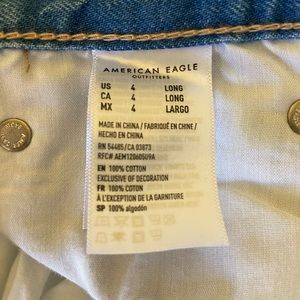 AMERICAN EAGLE
OUTFITTERS
US 4 LONG
CA 4 LONG
MX 4 LARGO
MADE IN CHINA / FABRIQUÉ EN CHINE /
HECHO EN CHINA
RN 54485/CA 03873
RFC# AEM120605U9A
EN 100% COTTON
EXCLUSIVE OF DECORATION
FR 100% COTON
À L'EXCEPTION DE LA GARNITURE
SP 100% algodón